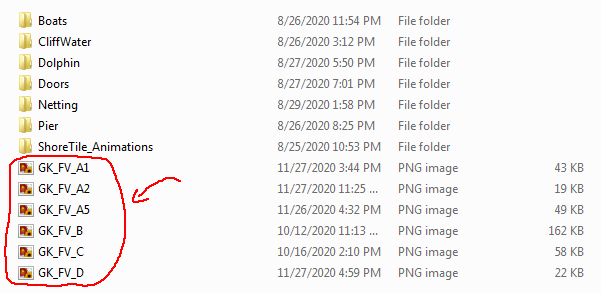 Boats 8/26/2020 11:54 PM File folder
CliffWater 8/26/2020 3:12 PM File folder
Dolphin 8/27/2020 5:50 PM File folder
Doors 8/27/2020 7:01 PM File folder
Netting 8/29/2020 1:58 PM File folder
Pier 8/26/2020 8:25 PM File folder
ShoreTile_Animations 8/25/2020 10:53 PM File folder
GK_FV_A1 11/27/2020 3:44 PM PNG image 43 KB
GK_FV_A2 11/27/2020 11:25 ... PNG image 19 KB
GK_FV_A5 11/26/2020 4:32 PM PNG image 49 KB
GK_FV_B 10/12/2020 11:13 ... PNG image 162 KB
GK_FV_C 10/16/2020 2:10 PM PNG image 58 KB
GK_FV_D 11/27/2020 4:59 PM PNG image 22 KB